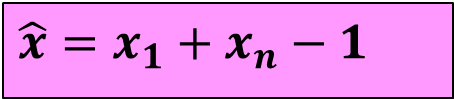 x̂ = x₁ + xₙ − 1